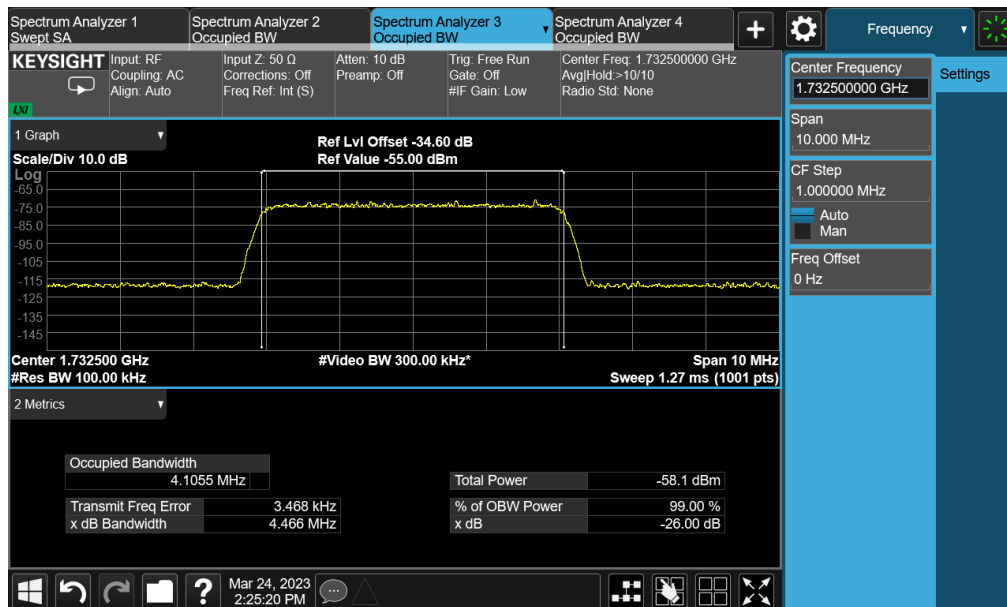 Spectrum Analyzer 1
Swept SA
Spectrum Analyzer 2
Occupied BW
Spectrum Analyzer 3
Occupied BW
Spectrum Analyzer 4
Occupied BW
+
Frequency
KEYSIGHT
LXI
Input: RF
Coupling: AC
Align: Auto
Input Z: 50 Ω
Corrections: Off
Freq Ref: Int (S)
Atten: 10 dB
Preamp: Off
Trig: Free Run
Gate: Off
#IF Gain: Low
Center Freq: 1.732500000 GHz
Avg|Hold:>10/10
Radio Std: None
Center Frequency
1.732500000 GHz
Settings
Span
10.000 MHz
CF Step
1.000000 MHz
Auto
Man
Freq Offset
0 Hz
1 Graph
Scale/Div 10.0 dB
Ref Lvl Offset -34.60 dB
Ref Value -55.00 dBm
Log
-65.0
-75.0
-85.0
-95.0
-105
-115
-125
-135
-145
Center 1.732500 GHz
#Video BW 300.00 kHz*
Span 10 MHz
#Res BW 100.00 kHz
Sweep 1.27 ms (1001 pts)
2 Metrics
Occupied Bandwidth
4.1055 MHz
Total Power -58.1 dBm
Transmit Freq Error 3.468 kHz
% of OBW Power 99.00 %
x dB Bandwidth 4.466 MHz
x dB -26.00 dB
?
Mar 24, 2023
2:25:20 PM